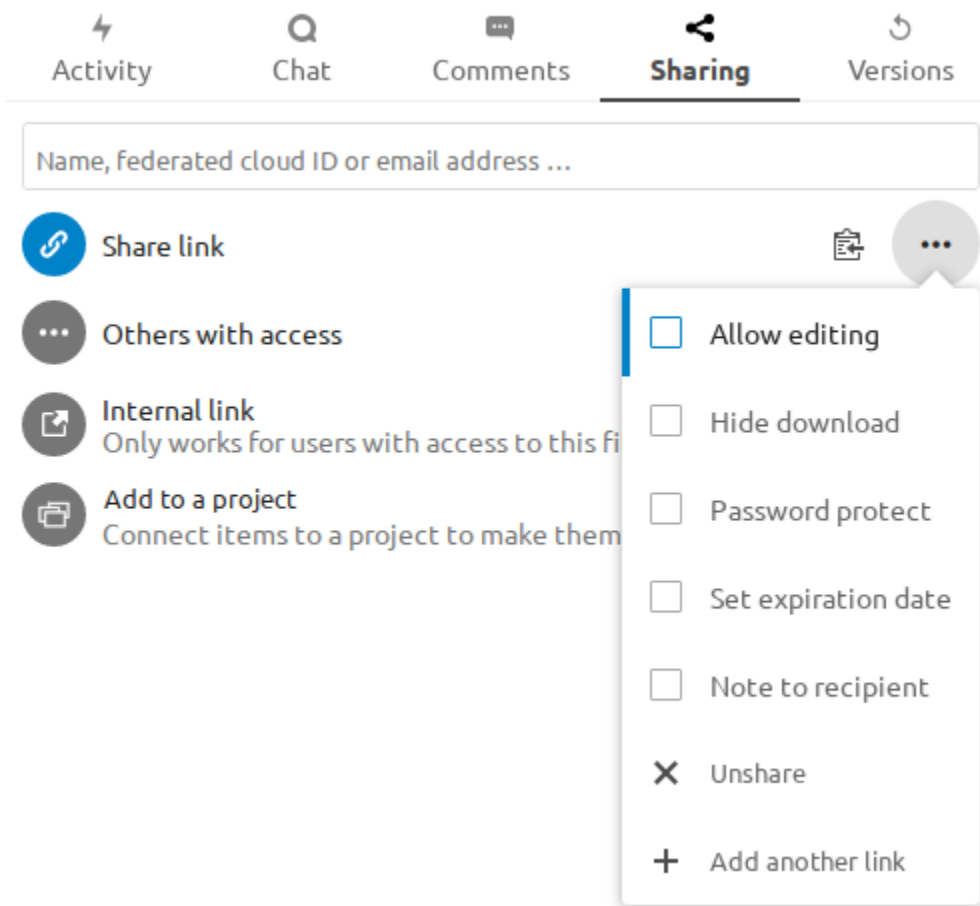 Activity
Chat
Comments
Sharing
Versions
Name, federated cloud ID or email address …
Share link
Others with access
Internal link
Only works for users with access to this fi
Add to a project
Connect items to a project to make them
Allow editing
Hide download
Password protect
Set expiration date
Note to recipient
Unshare
Add another link